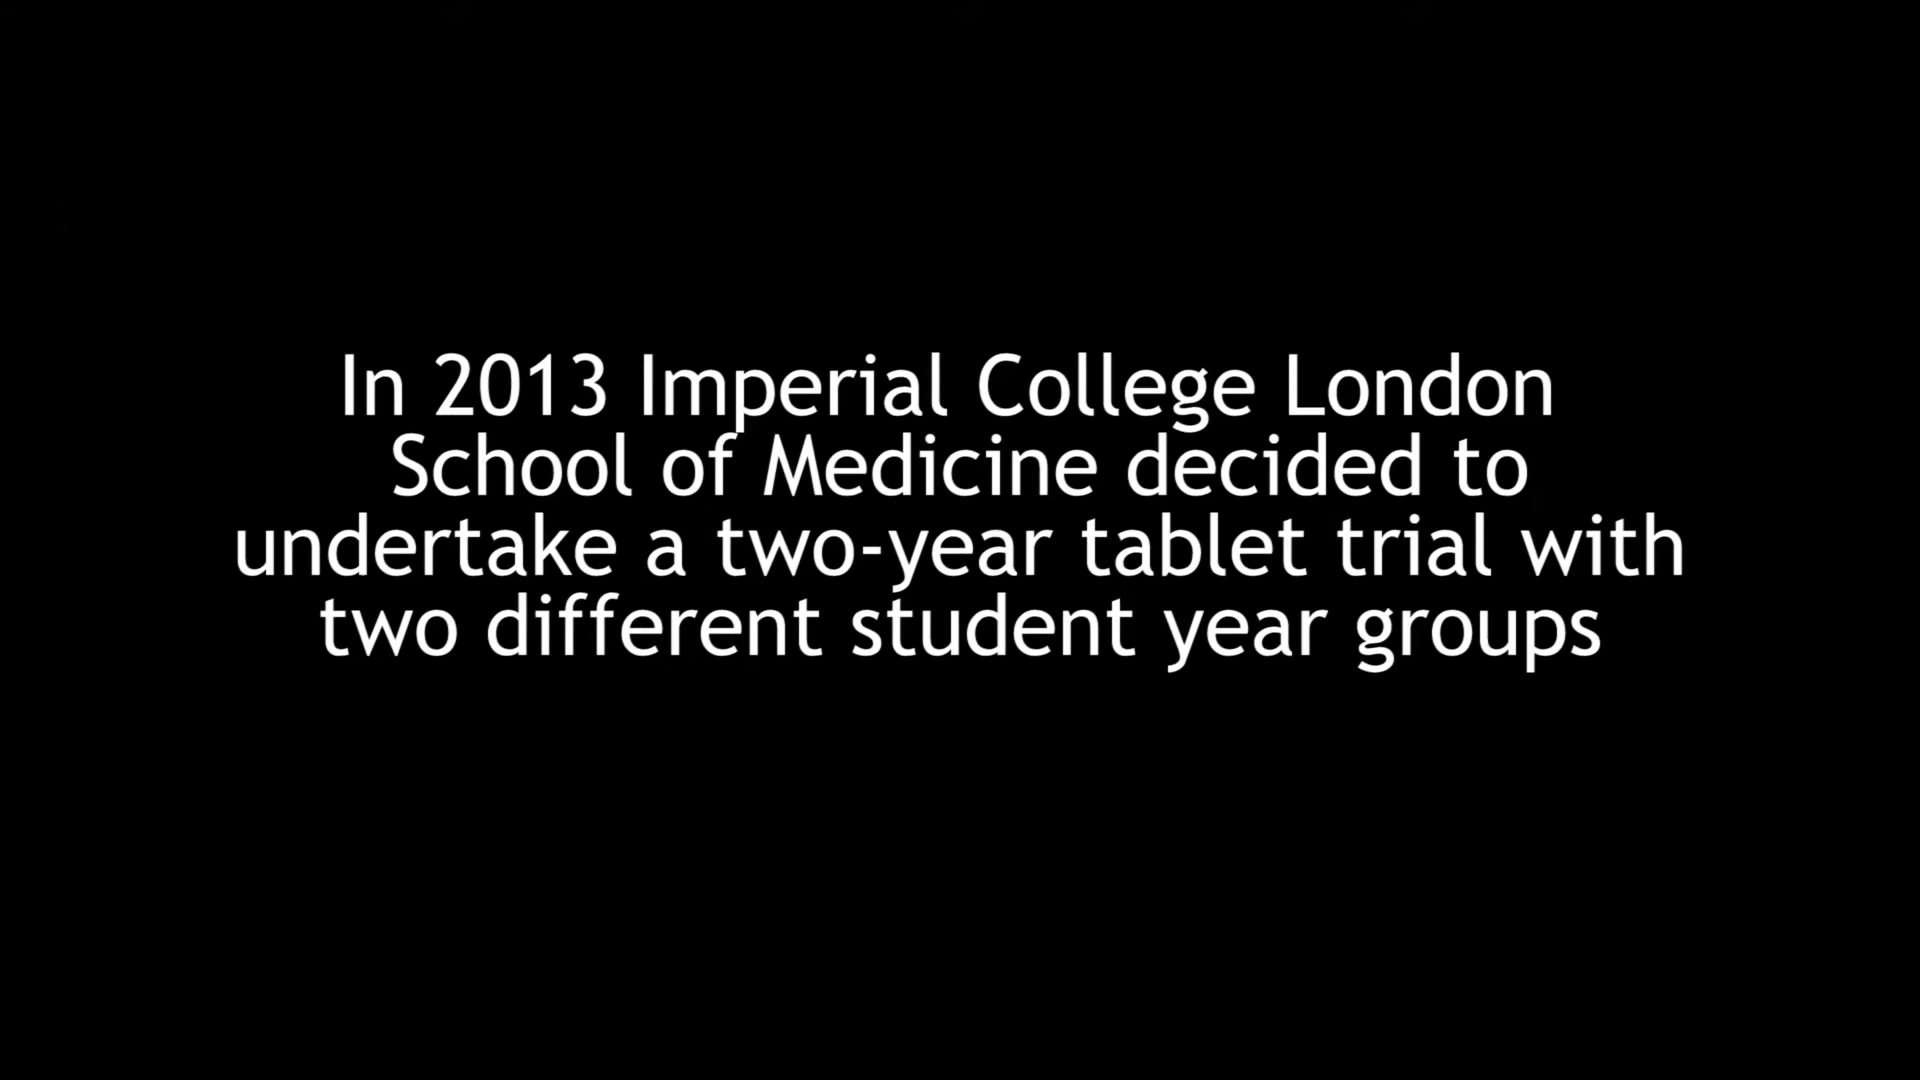 In 2013 Imperial College London
School of Medicine decided to
undertake a two-year tablet trial with
two different student year groups